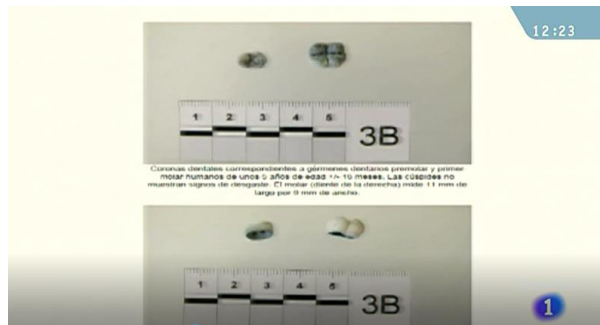 12:23
1 2 3 4 5
3B
Coronas dentales correspondientes a gérmenes dentarios premolar y primer
molar humanos de unos 5 años de edad +/- 16 meses. Las cúspides no
muestran signos de desgaste. El molar (diente de la derecha) mide 11 mm de
largo por 9 mm de ancho.
1 2 3 4 5
3B
1